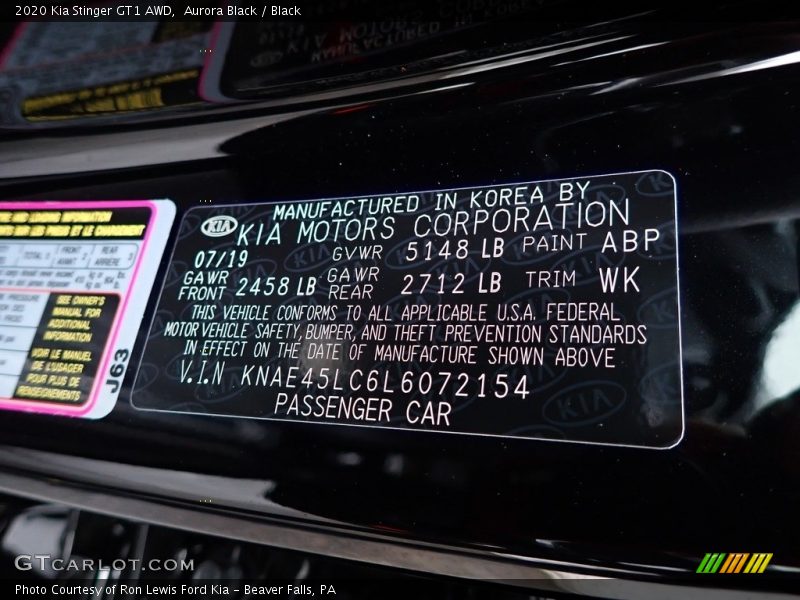 2020 Kia Stinger GT1 AWD, Aurora Black / Black
MANUFACTURED IN KOREA BY
KIA KIA MOTORS CORPORATION
07/19 GVWR 5148 LB PAINT ABP
GAWR FRONT 2458 LB GAWR REAR 2712 LB TRIM WK
THIS VEHICLE CONFORMS TO ALL APPLICABLE U.S.A. FEDERAL
MOTOR VEHICLE SAFETY, BUMPER, AND THEFT PREVENTION STANDARDS
IN EFFECT ON THE DATE OF MANUFACTURE SHOWN ABOVE
V.I.N KNAE45LC6L6072154
PASSENGER CAR
SEE OWNER'S
MANUAL FOR
ADDITIONAL
INFORMATION
VOIR LE MANUEL
DE L'USAGER
POUR PLUS DE
RENSEIGNEMENTS
J63
GTCARLOT.COM
Photo Courtesy of Ron Lewis Ford Kia – Beaver Falls, PA